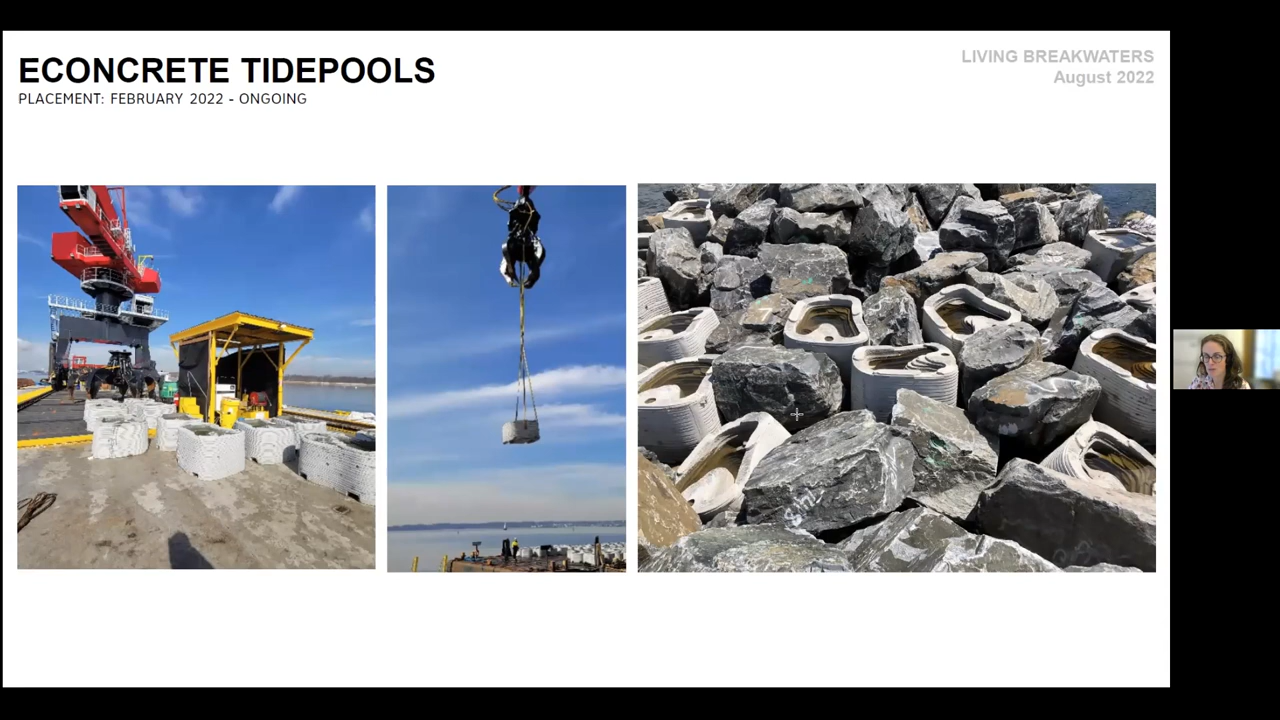 ECONCRETE TIDEPOOLS
PLACEMENT: FEBRUARY 2022 - ONGOING
LIVING BREAKWATERS
August 2022